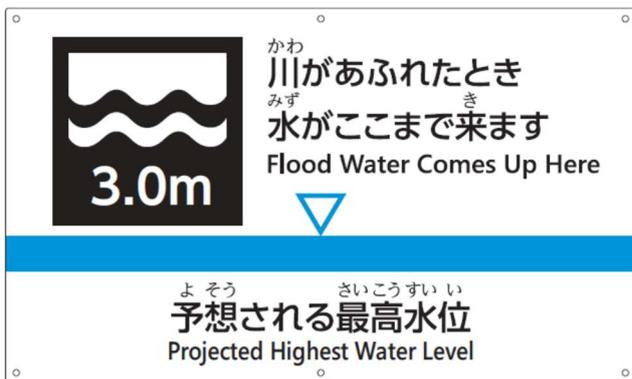 3.0m
かわ
川があふれたとき
みず き
水がここまで来ます
Flood Water Comes Up Here
よ そう さい こう すい い
予想される最高水位
Projected Highest Water Level